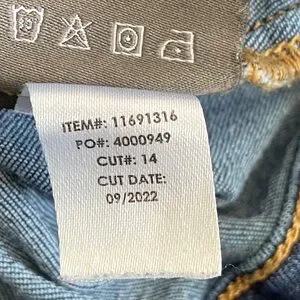 ITEM#: 11691316
PO#: 4000949
CUT#: 14
CUT DATE:
09/2022